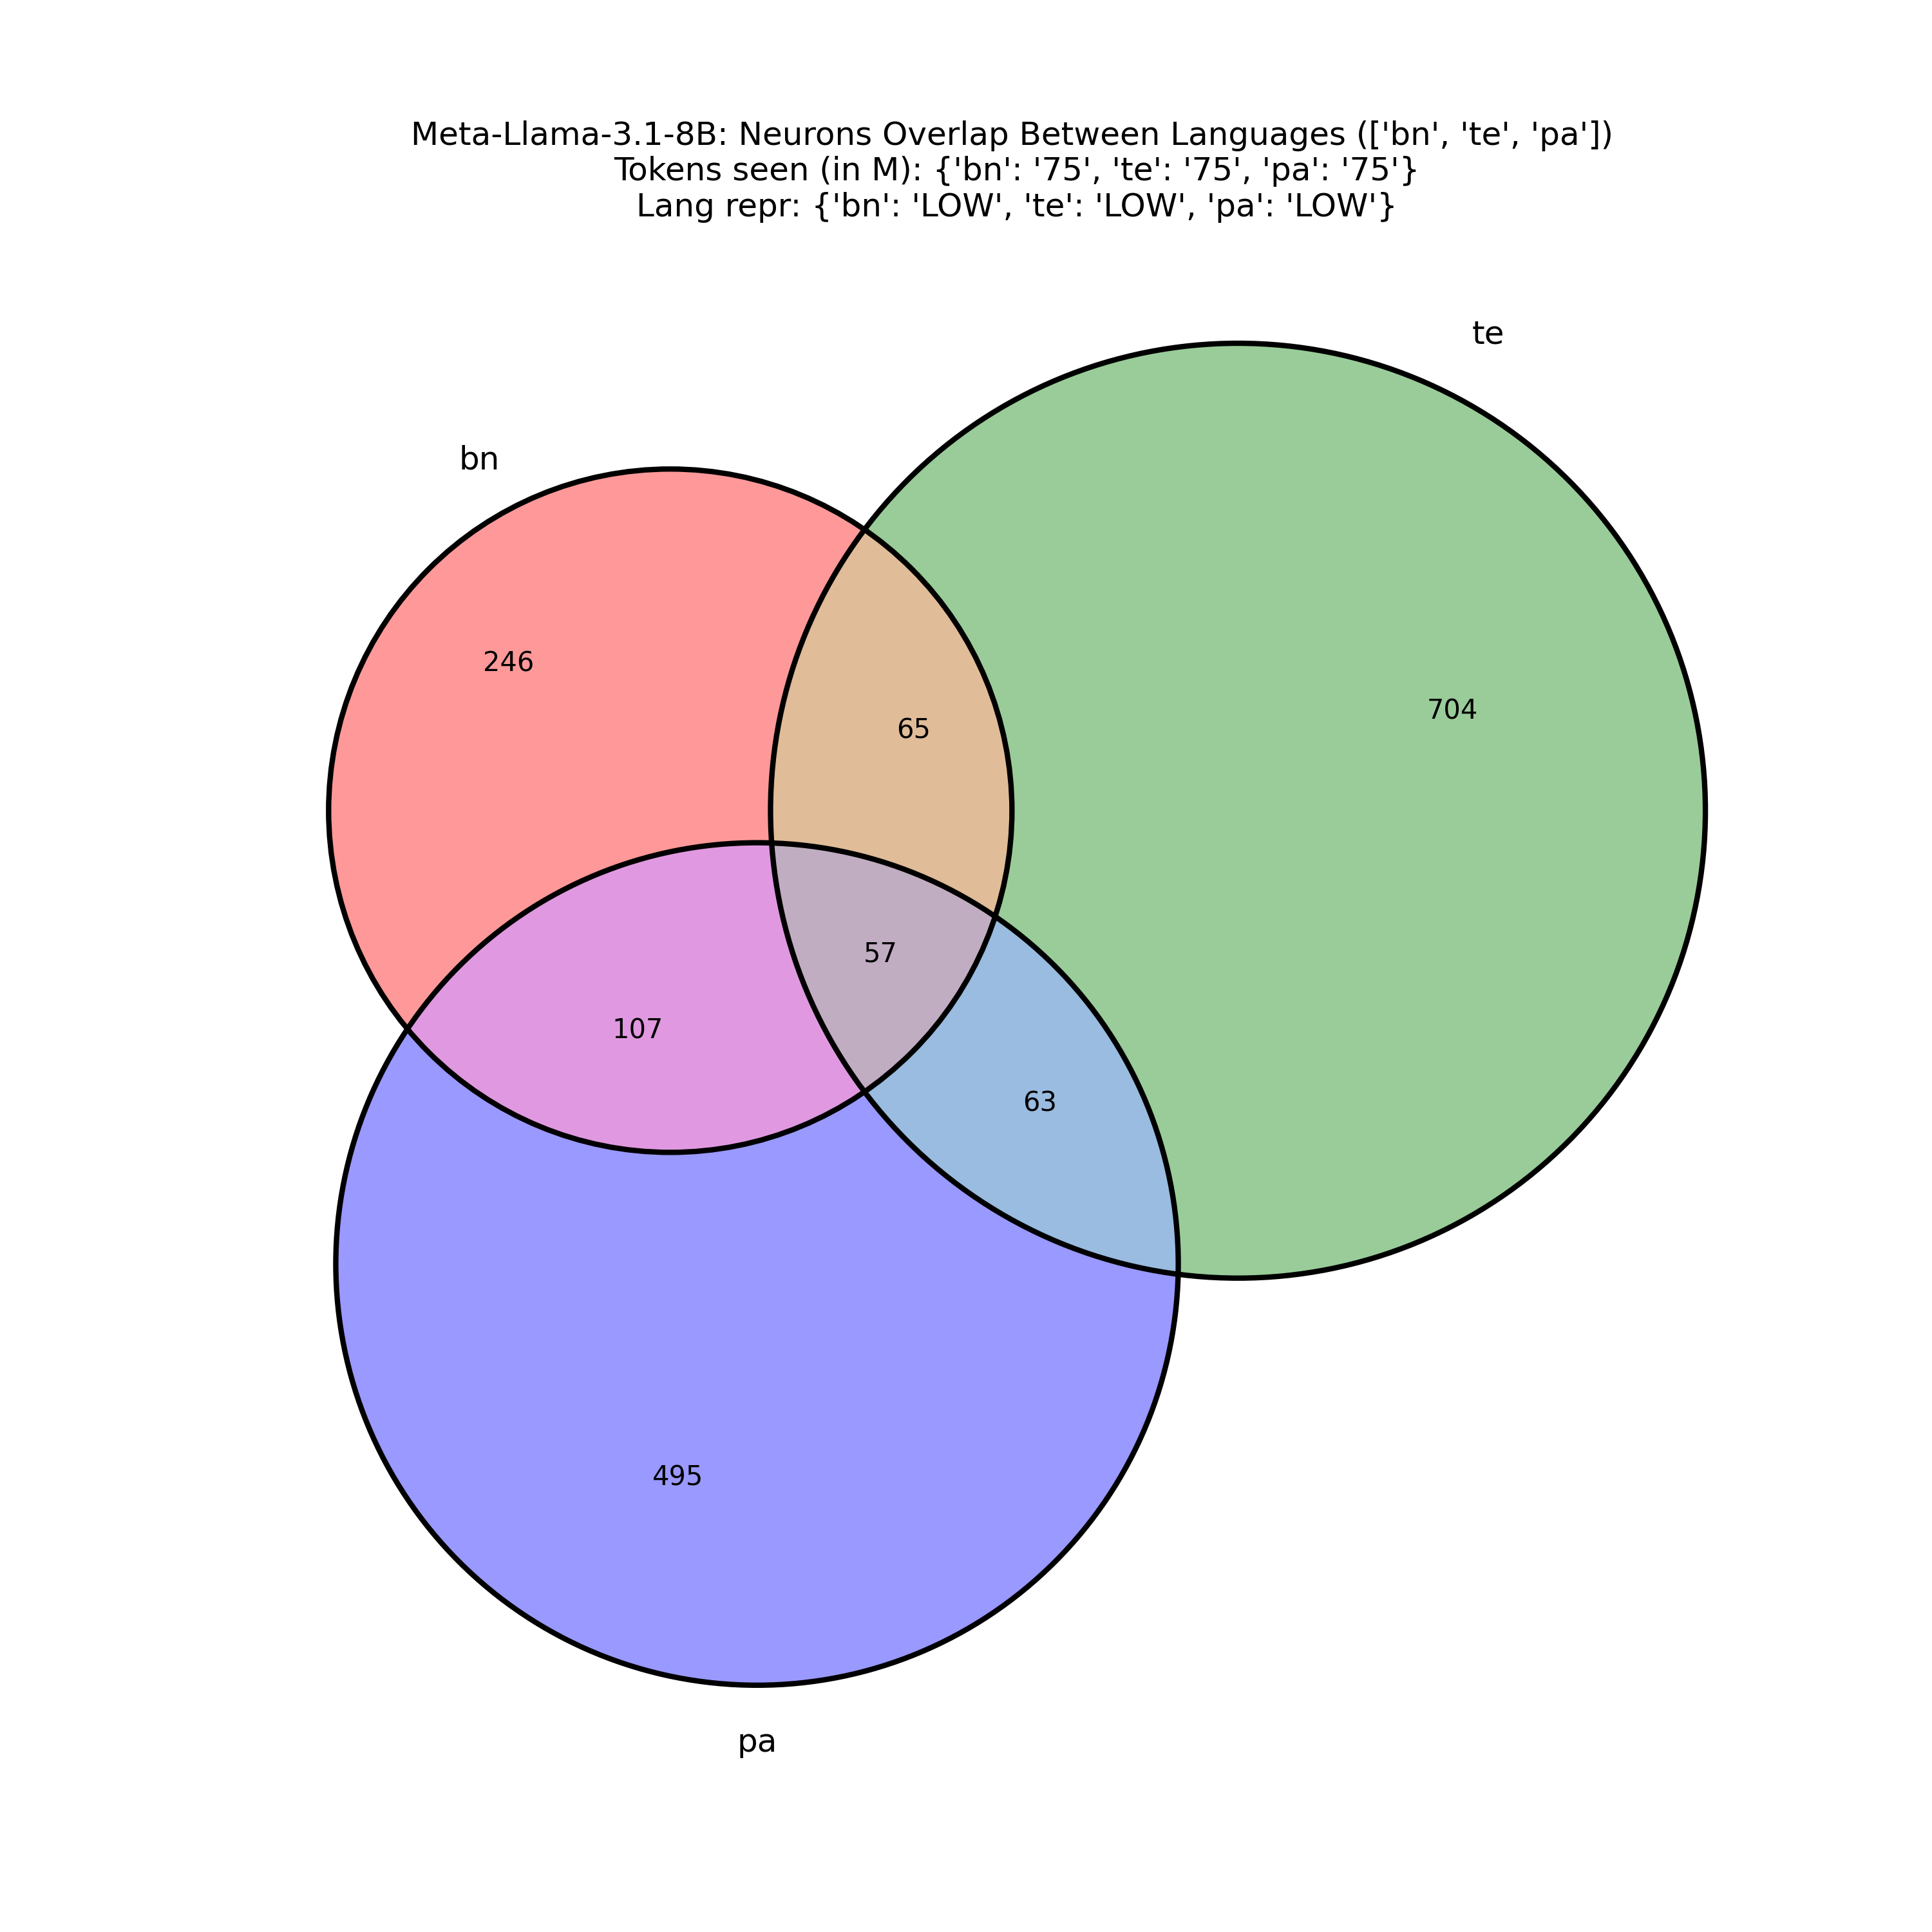 Meta-Llama-3.1-8B: Neurons Overlap Between Languages (['bn', 'te', 'pa'])
Tokens seen (in M): {'bn': '75', 'te': '75', 'pa': '75'}
Lang repr: {'bn': 'LOW', 'te': 'LOW', 'pa': 'LOW'}
te
bn
246
704
65
57
107
63
495
pa